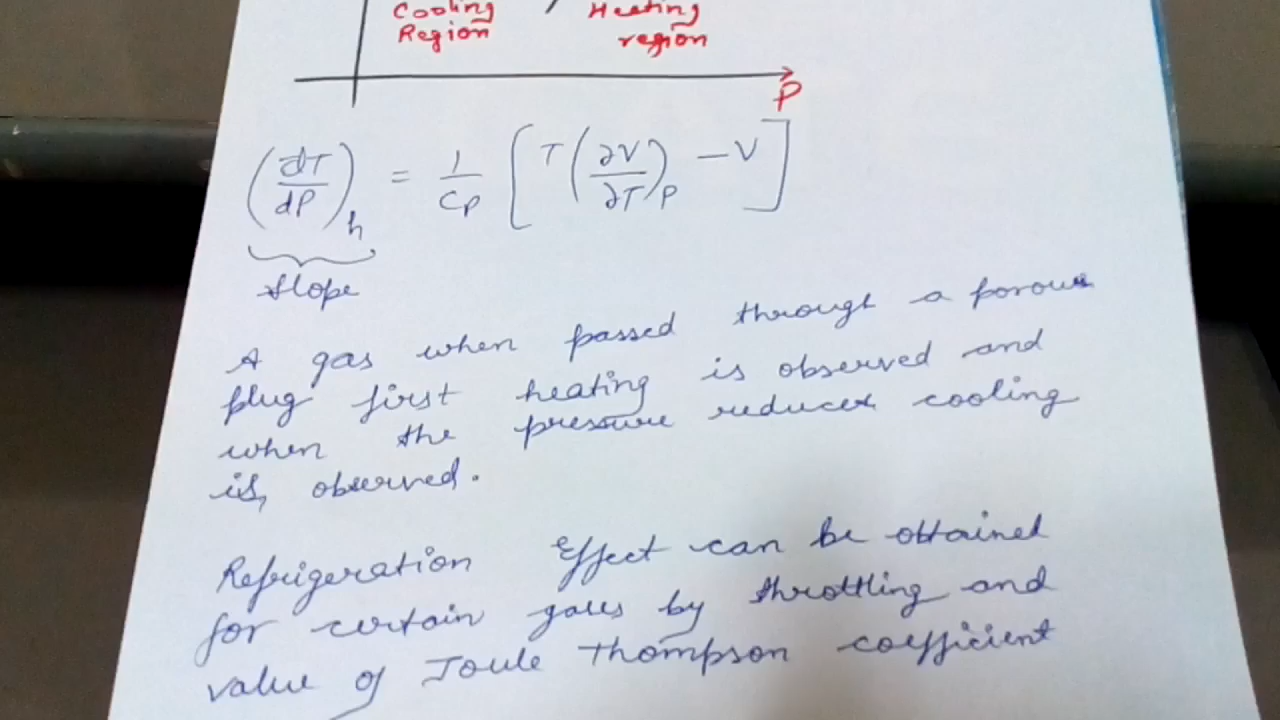 Cooling Heating
Region region
P
(dT/dP)h = 1/CP [T(∂V/∂T)P - V]
slope
A gas when passed through a porous
plug first heating is observed and
when the pressure reduces cooling
is, observed.
Refrigeration Effect can be obtained
for certain gases by throttling and
value of Joule Thompson coefficient